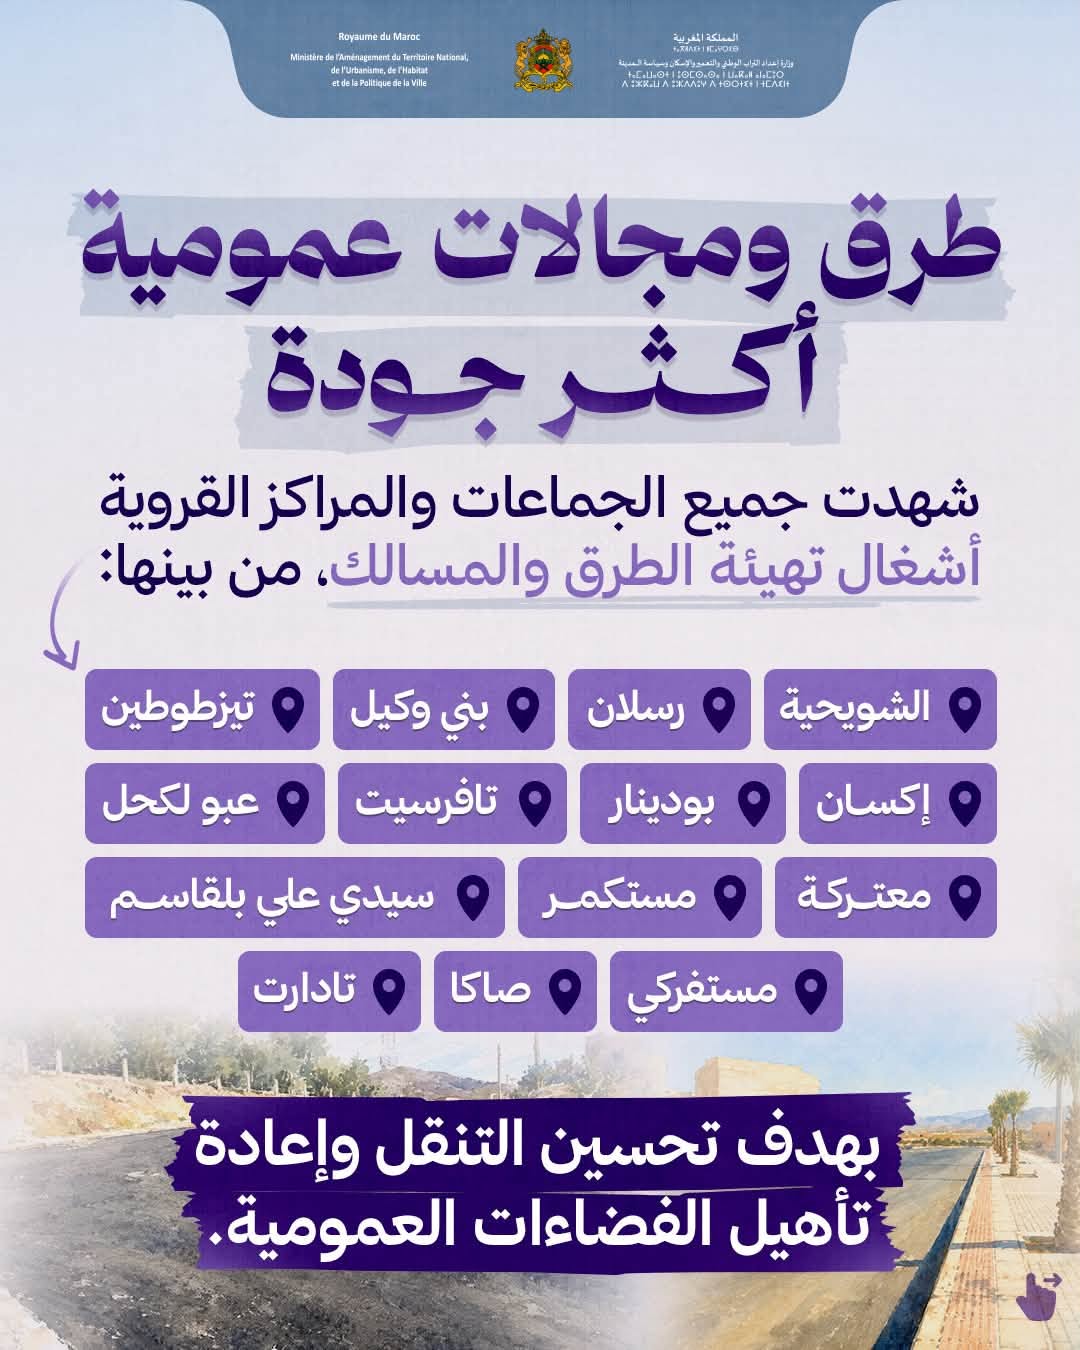 Royaume du Maroc
Ministère de l'Aménagement du Territoire National,
de l'Urbanisme, de l'Habitat
et de la Politique de la Ville
المملكة المغربية
ⵜⴰⴳⵍⴷⵉⵜ ⵏ ⵍⵎⵖⵔⵉⴱ
وزارة إعداد التراب الوطني والتعمير والإسكان وسياسة المدينة
طرق ومجالات عمومية
أكثر جودة
شهدت جميع الجماعات والمراكز القروية
أشغال تهيئة الطرق والمسالك، من بينها:
الشويحية
رسلان
بني وكيل
تيزطوطين
إكسان
بودينار
تافرسيت
عبو لكحل
معتركة
مستكمر
سيدي علي بلقاسم
مستفركي
صاكا
تادارت
بهدف تحسين التنقل وإعادة
تأهيل الفضاءات العمومية.